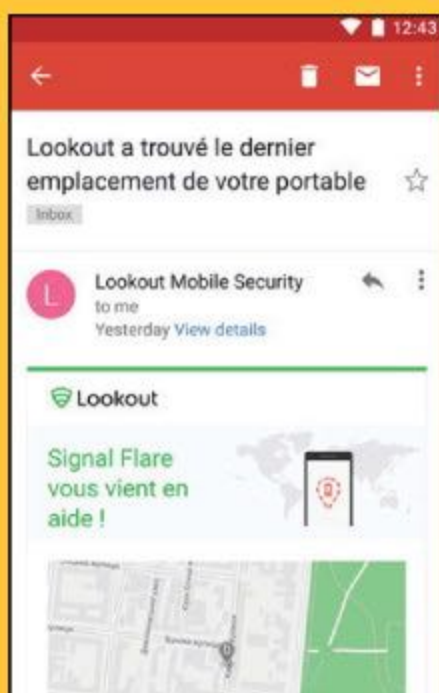 12:43
Lookout a trouvé le dernier
emplacement de votre portable
Inbox
L
Lookout Mobile Security
to me
Yesterday View details
Lookout
Signal Flare
vous vient en
aide !